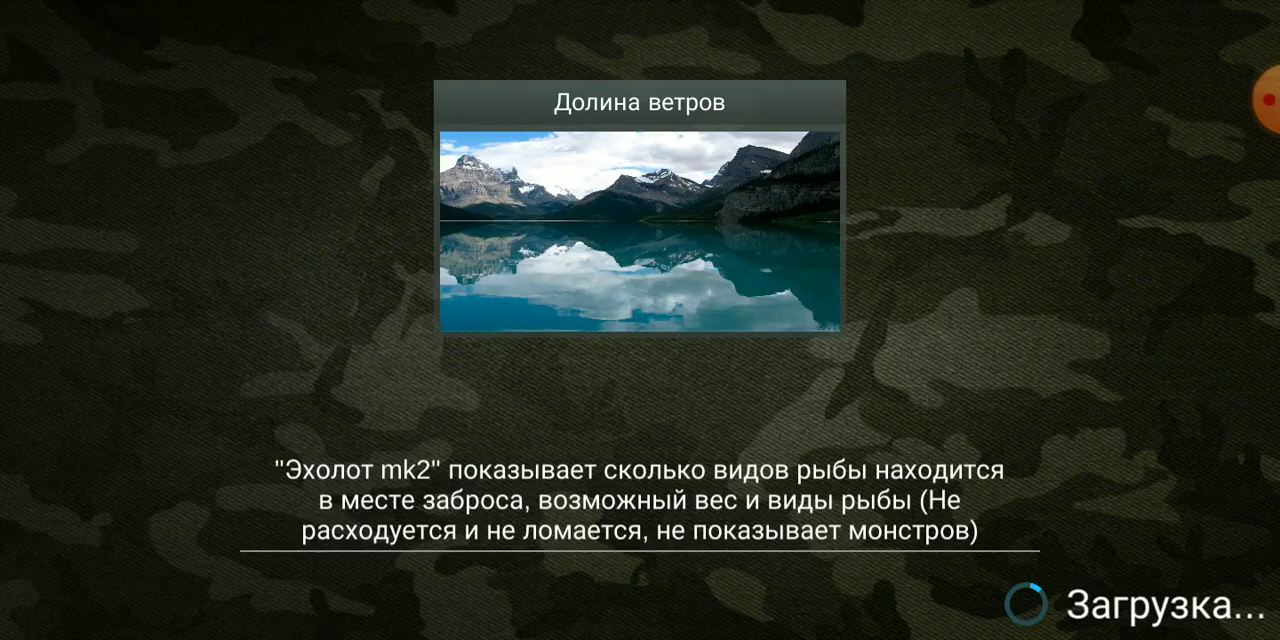 Долина ветров
"Эхолот mk2" показывает сколько видов рыбы находится
в месте заброса, возможный вес и виды рыбы (Не
расходуется и не ломается, не показывает монстров)
Загрузка...